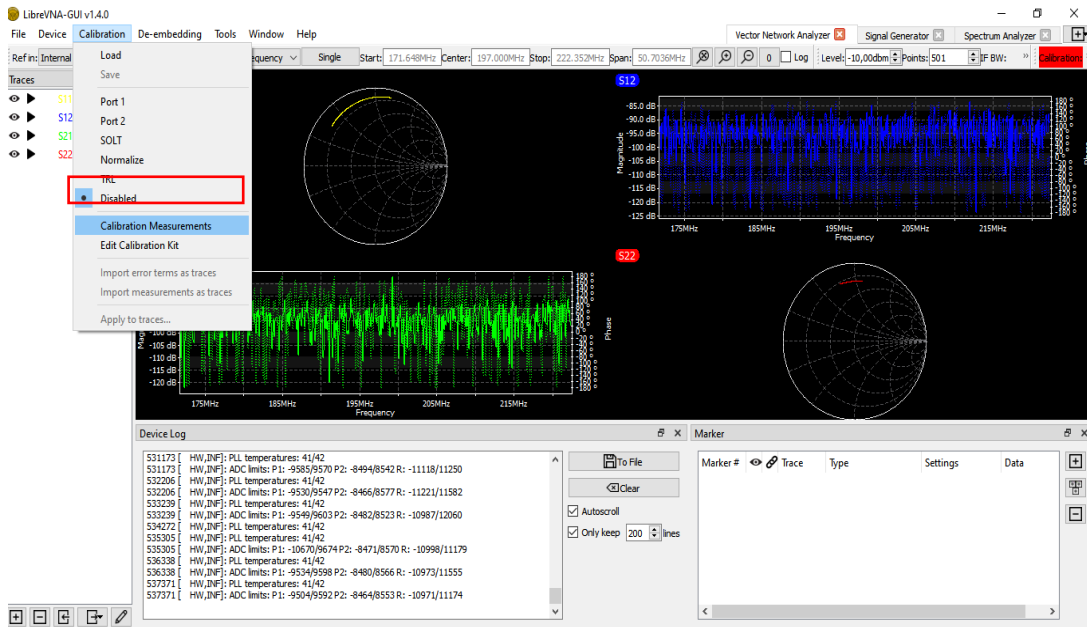 LibreVNA-GUI v1.4.0
File Device Calibration De-embedding Tools Window Help
Vector Network Analyzer Signal Generator Spectrum Analyzer
Ref in: Internal equency Single Start: 171.648MHz Center: 197.000MHz Stop: 222.352MHz Span: 50.7036MHz 0 Log Level: -10,00dbm Points: 501 IF BW: Calibration:
Traces
S11
S12
S21
S22
Load
Save
Port 1
Port 2
SOLT
Normalize
TRL
Disabled
Calibration Measurements
Edit Calibration Kit
Import error terms as traces
Import measurements as traces
Apply to traces...
S12
-85.0 dB
-90.0 dB
-95.0 dB
-100 dB
-105 dB
-110 dB
-115 dB
-120 dB
-125 dB
Magnitude
175MHz 185MHz 195MHz 205MHz 215MHz
Frequency
S22
-100 dB
-105 dB
-110 dB
-115 dB
-120 dB
Phase
175MHz 185MHz 195MHz 205MHz 215MHz
Frequency
Device Log
531173 [ HW,INF]: PLL temperatures: 41/42
531173 [ HW,INF]: ADC limits: P1: -9585/9570 P2: -8494/8542 R: -11118/11250
532206 [ HW,INF]: PLL temperatures: 41/42
532206 [ HW,INF]: ADC limits: P1: -9530/9547 P2: -8466/8577 R: -11221/11582
533239 [ HW,INF]: PLL temperatures: 41/42
533239 [ HW,INF]: ADC limits: P1: -9549/9603 P2: -8482/8523 R: -10987/12060
534272 [ HW,INF]: PLL temperatures: 41/42
535305 [ HW,INF]: PLL temperatures: 41/42
535305 [ HW,INF]: ADC limits: P1: -10670/9674 P2: -8471/8570 R: -10998/11179
536338 [ HW,INF]: PLL temperatures: 41/42
536338 [ HW,INF]: ADC limits: P1: -9534/9598 P2: -8480/8566 R: -10973/11555
537371 [ HW,INF]: PLL temperatures: 41/42
537371 [ HW,INF]: ADC limits: P1: -9504/9592 P2: -8464/8553 R: -10971/11174
To File
Clear
Autoscroll
Only keep 200 lines
Marker
Marker # Trace Type Settings Data